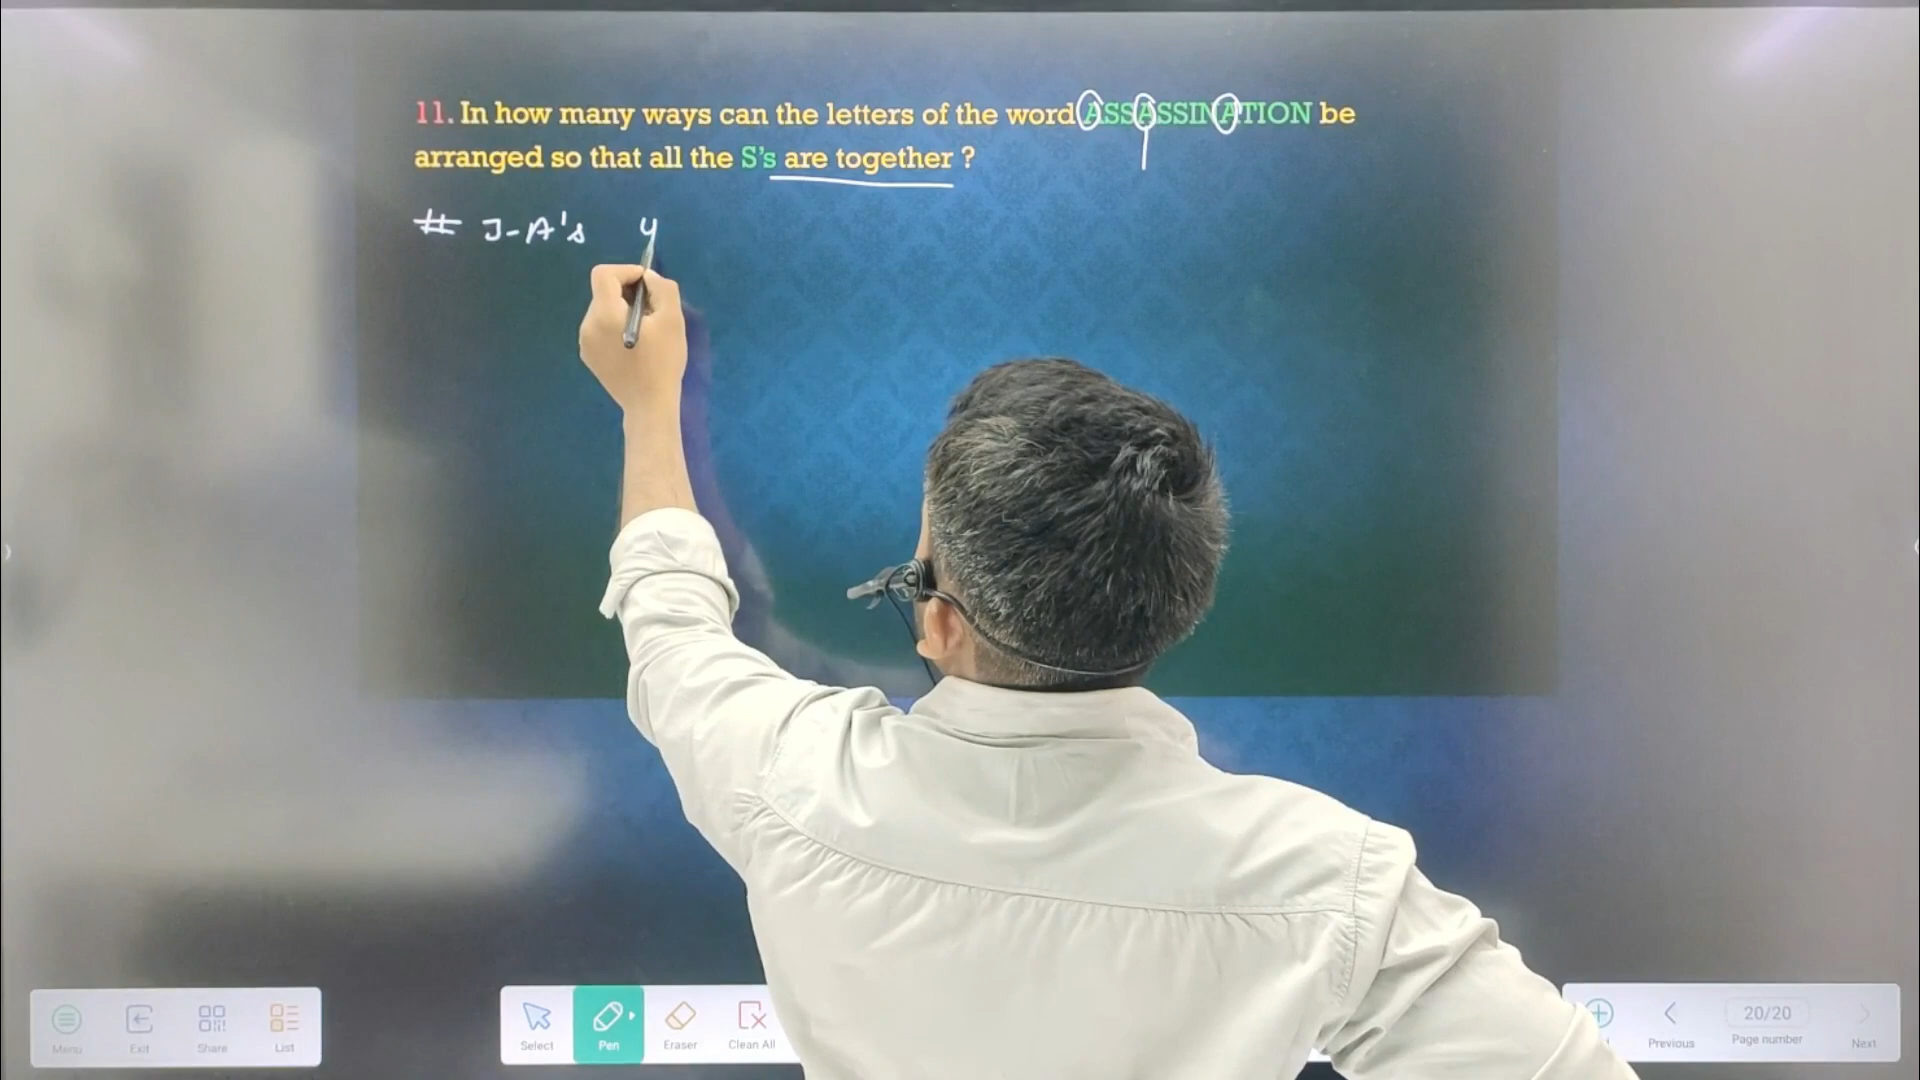 11. In how many ways can the letters of the word ASSASSINATION be
arranged so that all the S's are together ?
# 3-A's 4
Menu Exit Share List
Select Pen Eraser Clean All
Previous 20/20 Page number Next